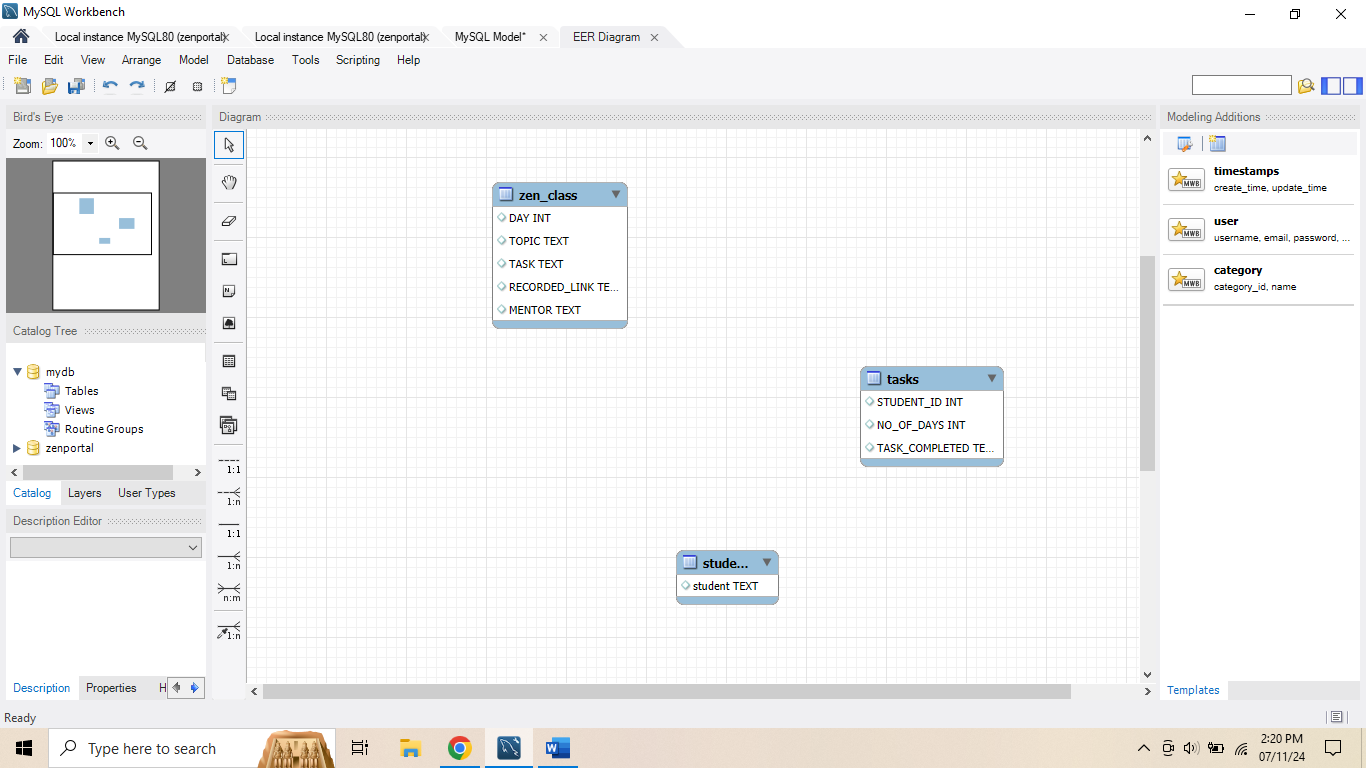 MySQL Workbench
Local instance MySQL80 (zenportal)
Local instance MySQL80 (zenportal)
MySQL Model*
EER Diagram
File Edit View Arrange Model Database Tools Scripting Help
Bird's Eye
Zoom: 100%
Catalog Tree
mydb
Tables
Views
Routine Groups
zenportal
Catalog Layers User Types
Description Editor
Description Properties H
Diagram
1:1
1:n
1:1
1:n
n:m
1:n
zen_class
DAY INT
TOPIC TEXT
TASK TEXT
RECORDED_LINK TE...
MENTOR TEXT
tasks
STUDENT_ID INT
NO_OF_DAYS INT
TASK_COMPLETED TE...
stude...
student TEXT
Modeling Additions
MWB
timestamps
create_time, update_time
MWB
user
username, email, password, ...
MWB
category
category_id, name
Templates
Ready
Type here to search
2:20 PM
07/11/24